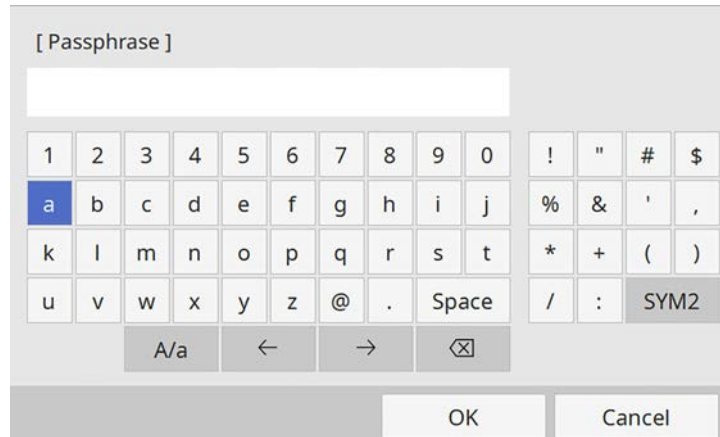 [ Passphrase ]
1 2 3 4 5 6 7 8 9 0 ! " # $
a b c d e f g h i j % & ' ,
k l m n o p q r s t * + ( )
u v w x y z @ . Space / : SYM2
A/a ← → ⌫
OK Cancel